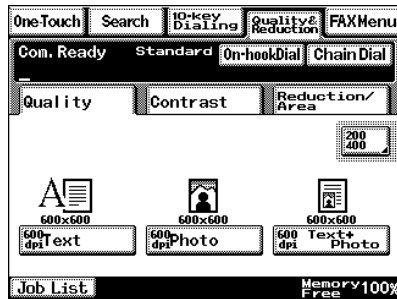 One-Touch Search 10-key Dialing Quality& Reduction FAX Menu
Com. Ready Standard On-hookDial Chain Dial
Quality Contrast Reduction/ Area
200
400
A
600x600 600x600 600x600
600 dpi Text 600 dpi Photo 600 dpi Text+ Photo
Job List Memory Free 100%